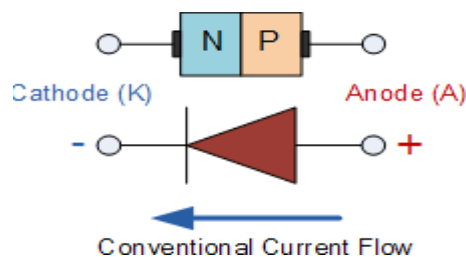 N P
Cathode (K) Anode (A)
- +
Conventional Current Flow